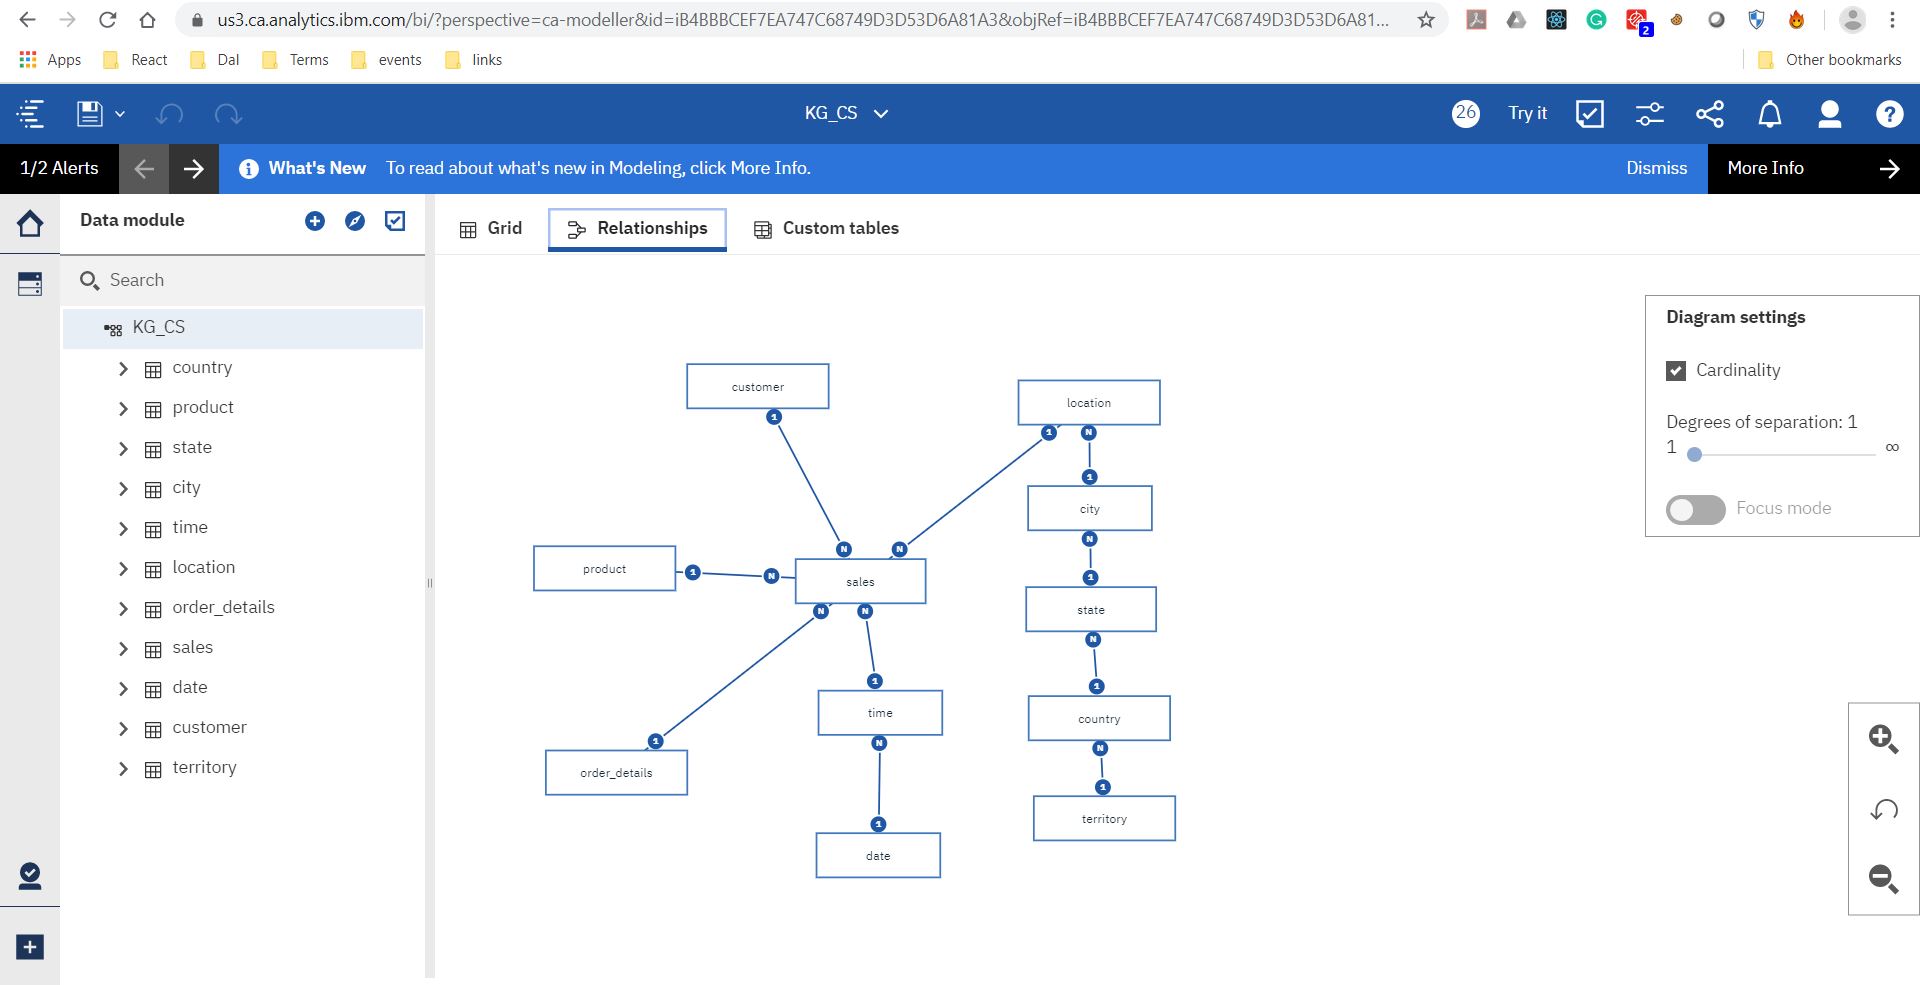 us3.ca.analytics.ibm.com/bi/?perspective=ca-modeller&id=iB4BBBCEF7EA747C68749D3D53D6A81A3&objRef=iB4BBBCEF7EA747C68749D3D53D6A81...
2
Apps React Dal Terms events links Other bookmarks
KG_CS 26 Try it ?
1/2 Alerts What's New To read about what's new in Modeling, click More Info. Dismiss More Info
Data module
Search
KG_CS
country
product
state
city
time
location
order_details
sales
date
customer
territory
Grid Relationships Custom tables
customer
1
location
1 N
1
city
N N N
product 1 N
sales
1
state
N N N
1
1
time
country
1 N N
order_details
1
territory
1
date
Diagram settings
Cardinality
Degrees of separation: 1
1 ∞
Focus mode